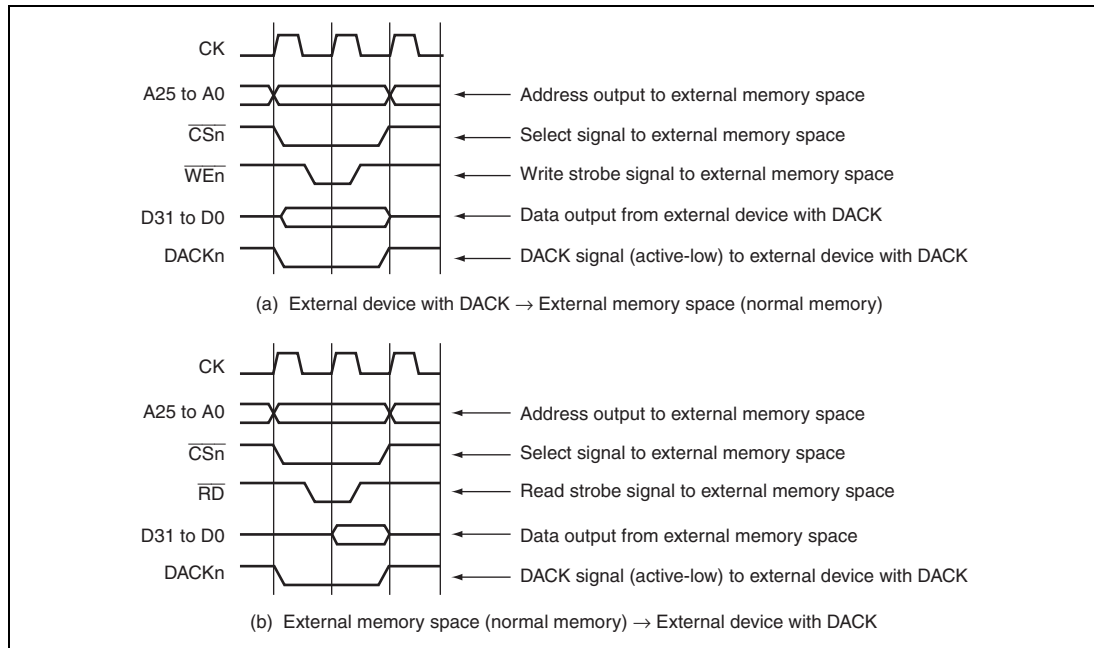 CK
A25 to A0
Address output to external memory space
CSn
Select signal to external memory space
WEn
Write strobe signal to external memory space
D31 to D0
Data output from external device with DACK
DACKn
DACK signal (active-low) to external device with DACK
(a) External device with DACK → External memory space (normal memory)
CK
A25 to A0
Address output to external memory space
CSn
Select signal to external memory space
RD
Read strobe signal to external memory space
D31 to D0
Data output from external memory space
DACKn
DACK signal (active-low) to external device with DACK
(b) External memory space (normal memory) → External device with DACK